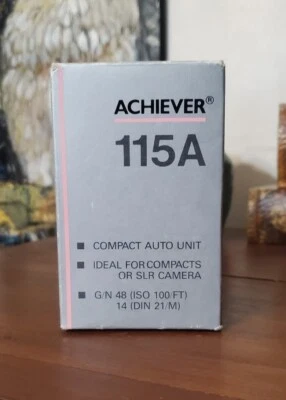 ACHIEVER®
115A
■ COMPACT AUTO UNIT
■ IDEAL FOR COMPACTS
OR SLR CAMERA
■ G/N 48 (ISO 100/FT)
14 (DIN 21/M)